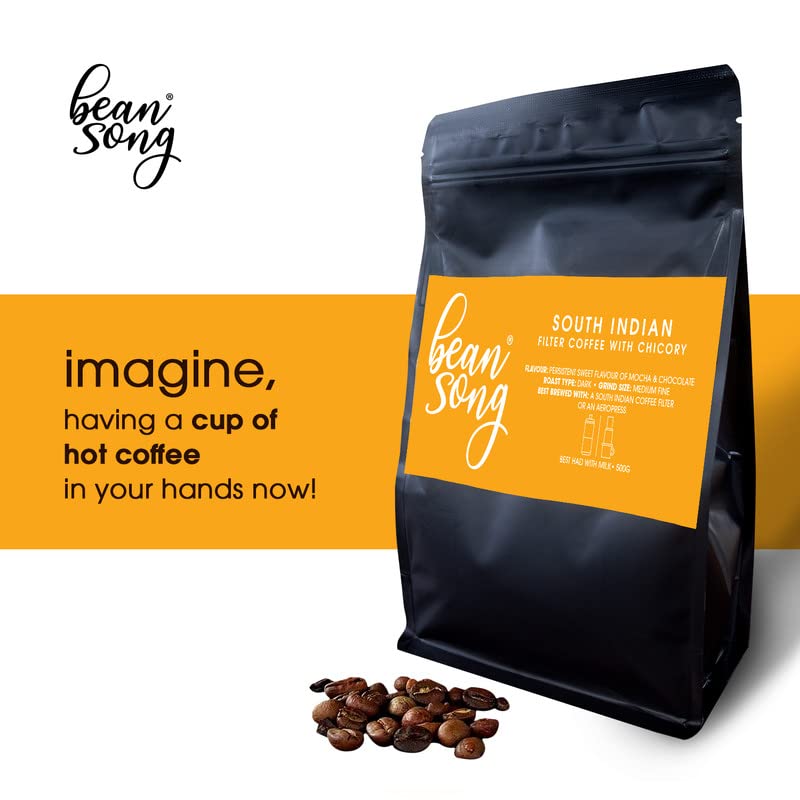 bean®
song
imagine,
having a cup of
hot coffee
in your hands now!
bean®
song
SOUTH INDIAN
FILTER COFFEE WITH CHICORY
FLAVOUR: PERSISTENT SWEET FLAVOUR OF MOCHA & CHOCOLATE
ROAST TYPE: DARK • GRIND SIZE: MEDIUM FINE
BEST BREWED WITH: A SOUTH INDIAN COFFEE FILTER
OR AN AEROPRESS
BEST HAD WITH MILK • 500G